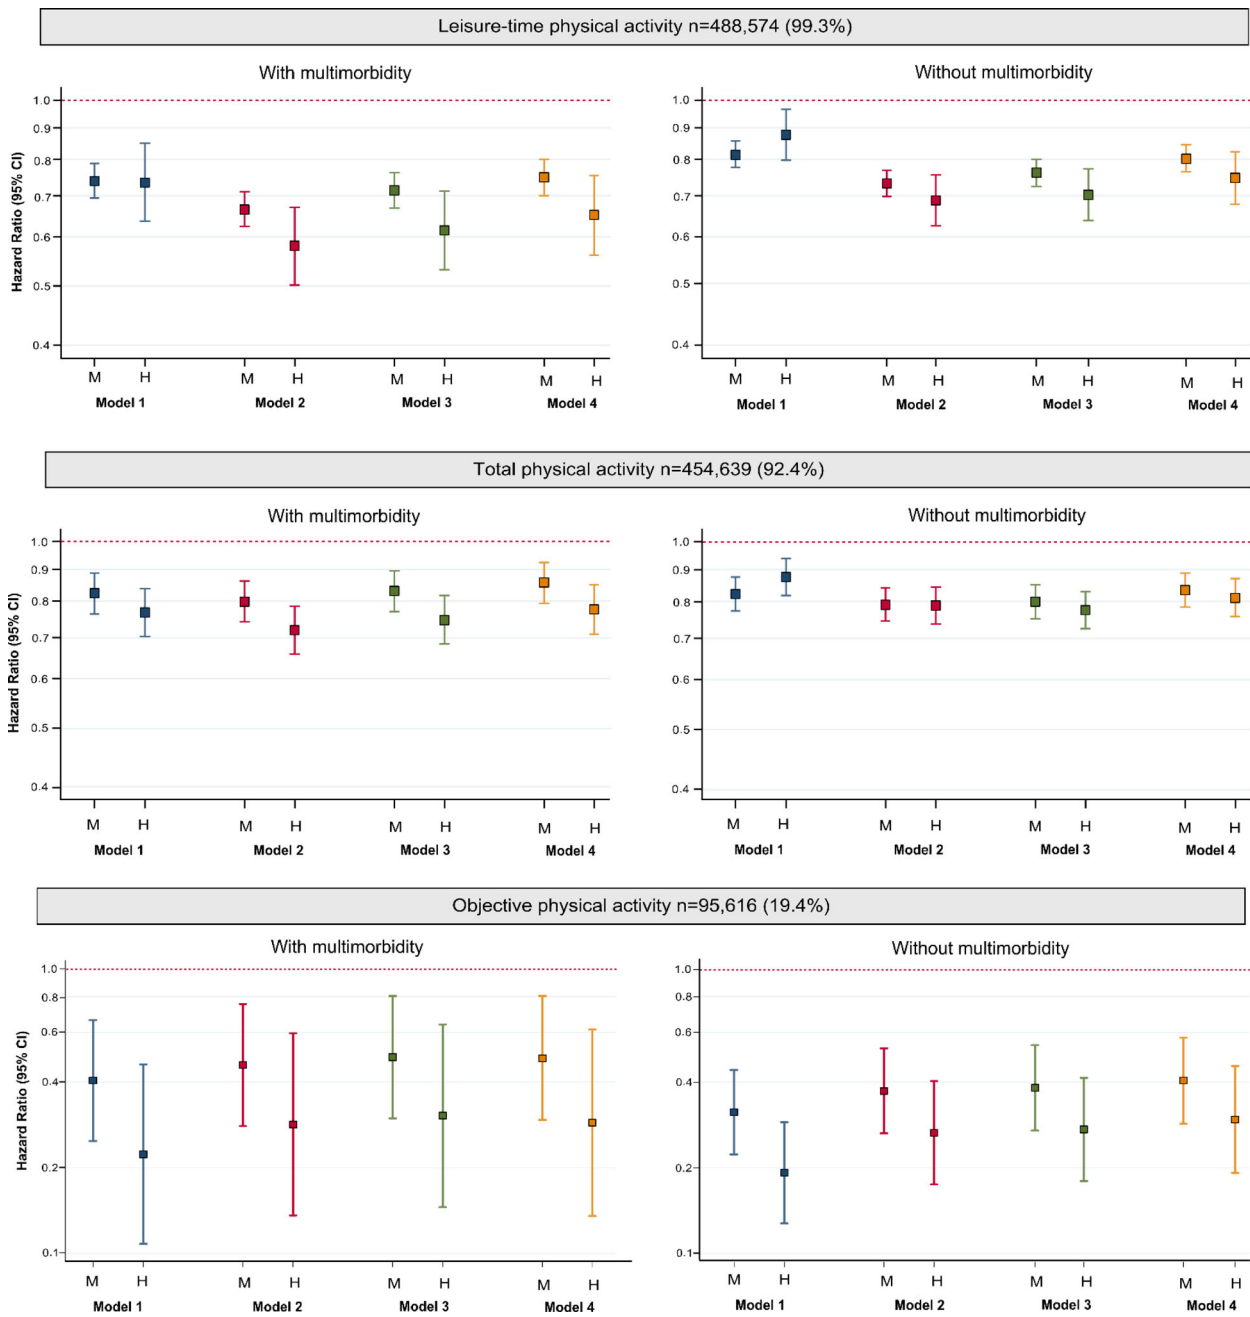 Leisure-time physical activity n=488,574 (99.3%)
With multimorbidity
Hazard Ratio (95% CI)
1.0
0.9
0.8
0.7
0.6
0.5
0.4
M H M H M H M H
Model 1 Model 2 Model 3 Model 4
Without multimorbidity
1.0
0.9
0.8
0.7
0.6
0.5
0.4
M H M H M H M H
Model 1 Model 2 Model 3 Model 4
Total physical activity n=454,639 (92.4%)
With multimorbidity
Hazard Ratio (95% CI)
1.0
0.9
0.8
0.7
0.6
0.5
0.4
M H M H M H M H
Model 1 Model 2 Model 3 Model 4
Without multimorbidity
1.0
0.9
0.8
0.7
0.6
0.5
0.4
M H M H M H M H
Model 1 Model 2 Model 3 Model 4
Objective physical activity n=95,616 (19.4%)
With multimorbidity
Hazard Ratio (95% CI)
1.0
0.8
0.6
0.4
0.2
0.1
M H M H M H M H
Model 1 Model 2 Model 3 Model 4
Without multimorbidity
1.0
0.8
0.6
0.4
0.2
0.1
M H M H M H M H
Model 1 Model 2 Model 3 Model 4